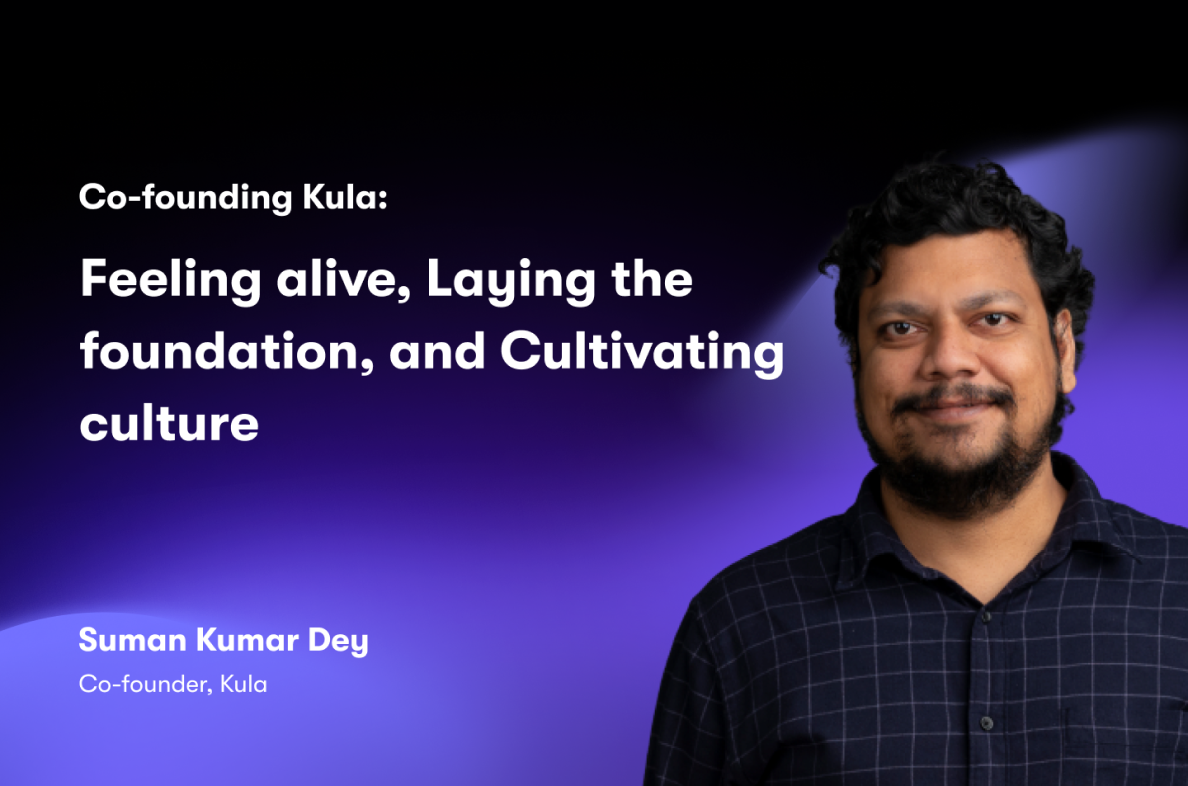 Co-founding Kula:
Feeling alive, Laying the
foundation, and Cultivating
culture
Suman Kumar Dey
Co-founder, Kula